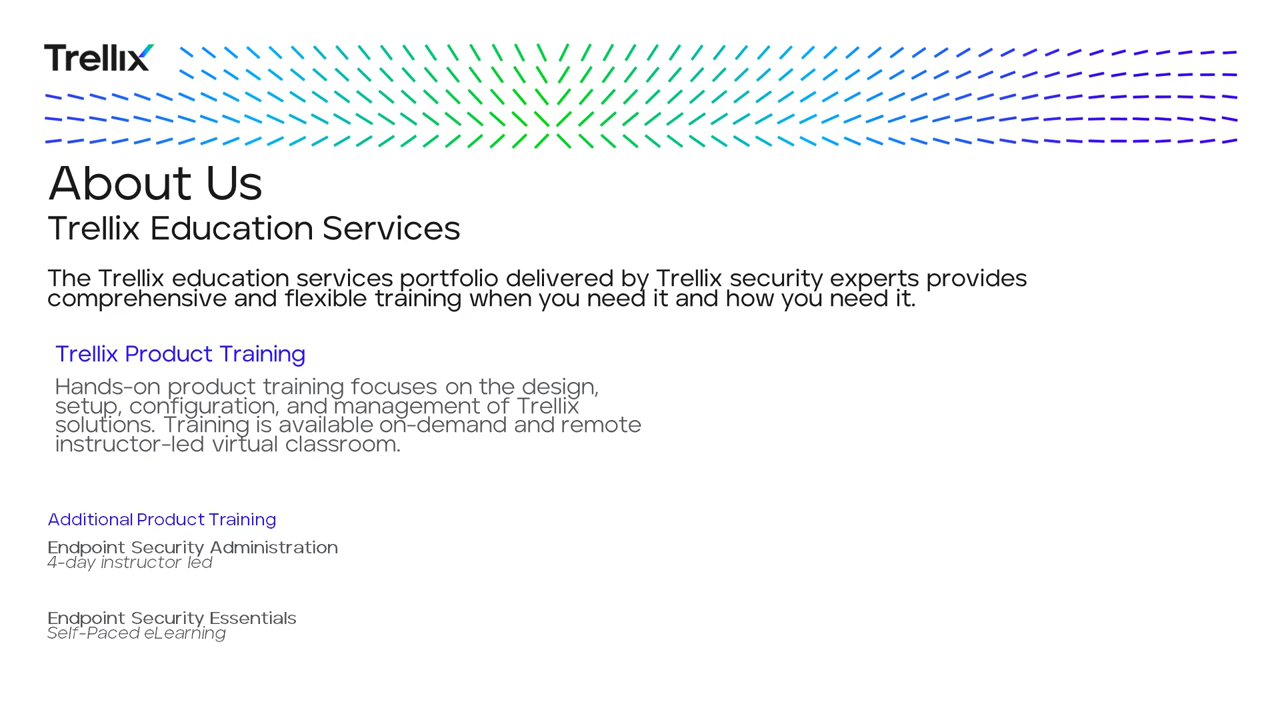 Trellix
About Us
Trellix Education Services
The Trellix education services portfolio delivered by Trellix security experts provides
comprehensive and flexible training when you need it and how you need it.
Trellix Product Training
Hands-on product training focuses on the design,
setup, configuration, and management of Trellix
solutions. Training is available on-demand and remote
instructor-led virtual classroom.
Additional Product Training
Endpoint Security Administration
4-day instructor led
Endpoint Security Essentials
Self-Paced eLearning